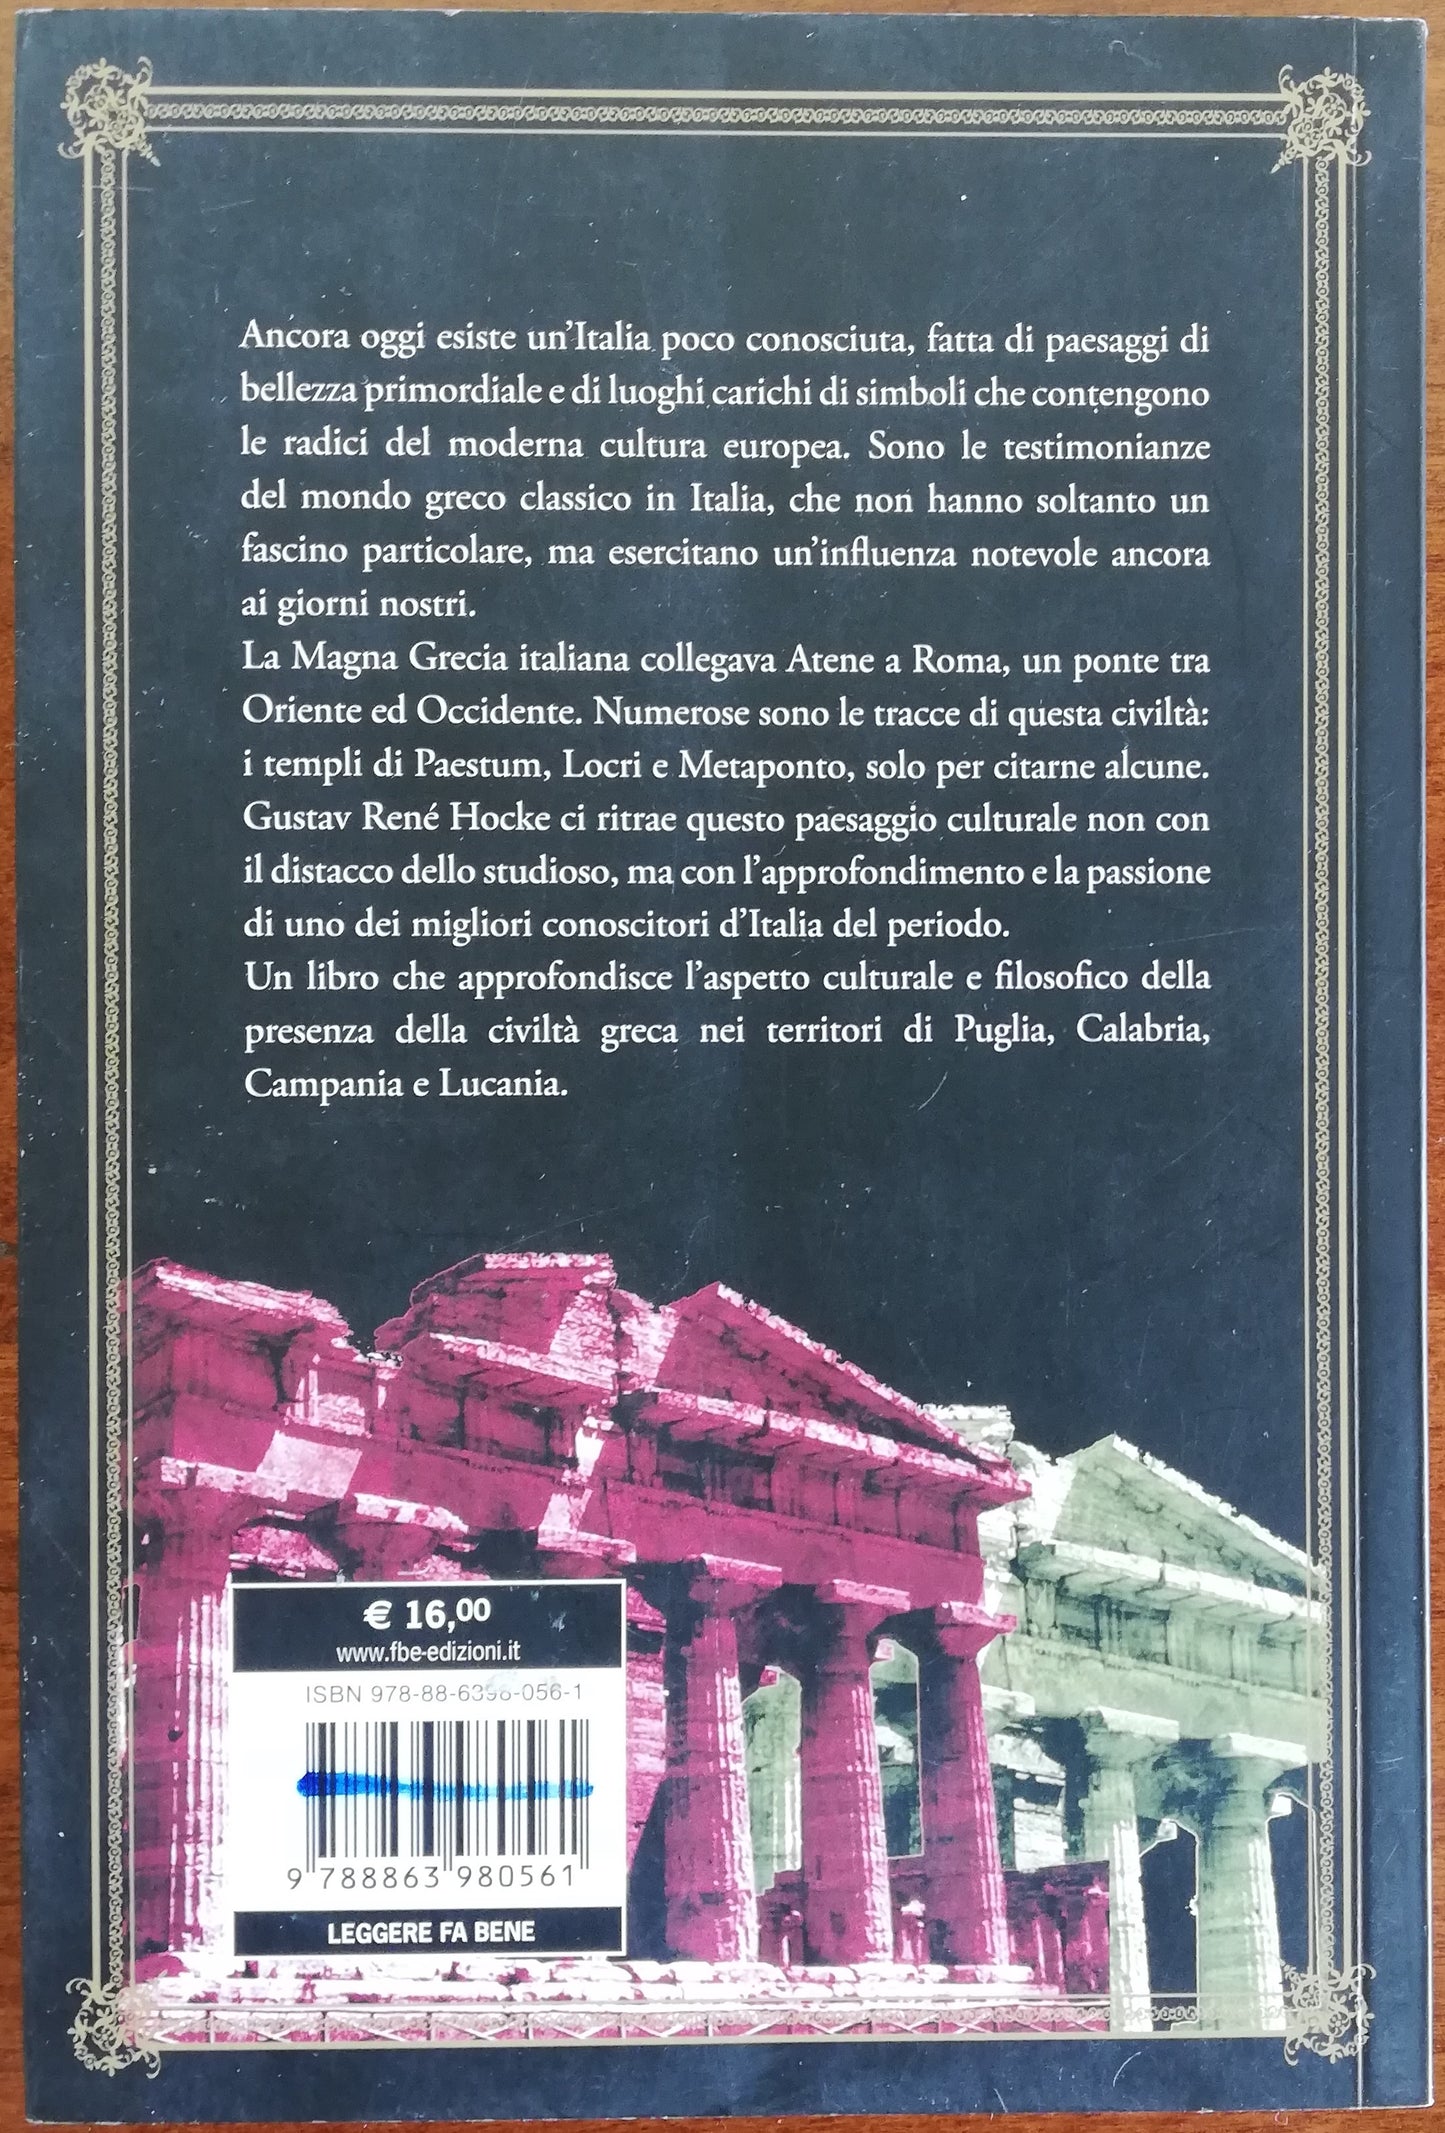 Ancora oggi esiste un'Italia poco conosciuta, fatta di paesaggi di
bellezza primordiale e di luoghi carichi di simboli che contengono
le radici del moderna cultura europea. Sono le testimonianze
del mondo greco classico in Italia, che non hanno soltanto un
fascino particolare, ma esercitano un'influenza notevole ancora
ai giorni nostri.
La Magna Grecia italiana collegava Atene a Roma, un ponte tra
Oriente ed Occidente. Numerose sono le tracce di questa civiltà:
i templi di Paestum, Locri e Metaponto, solo per citarne alcune.
Gustav René Hocke ci ritrae questo paesaggio culturale non con
il distacco dello studioso, ma con l'approfondimento e la passione
di uno dei migliori conoscitori d'Italia del periodo.
Un libro che approfondisce l'aspetto culturale e filosofico della
presenza della civiltà greca nei territori di Puglia, Calabria,
Campania e Lucania.
€ 16,00
www.fbe-edizioni.it
ISBN 978-88-6398-056-1
9 788863 980561
LEGGERE FA BENE